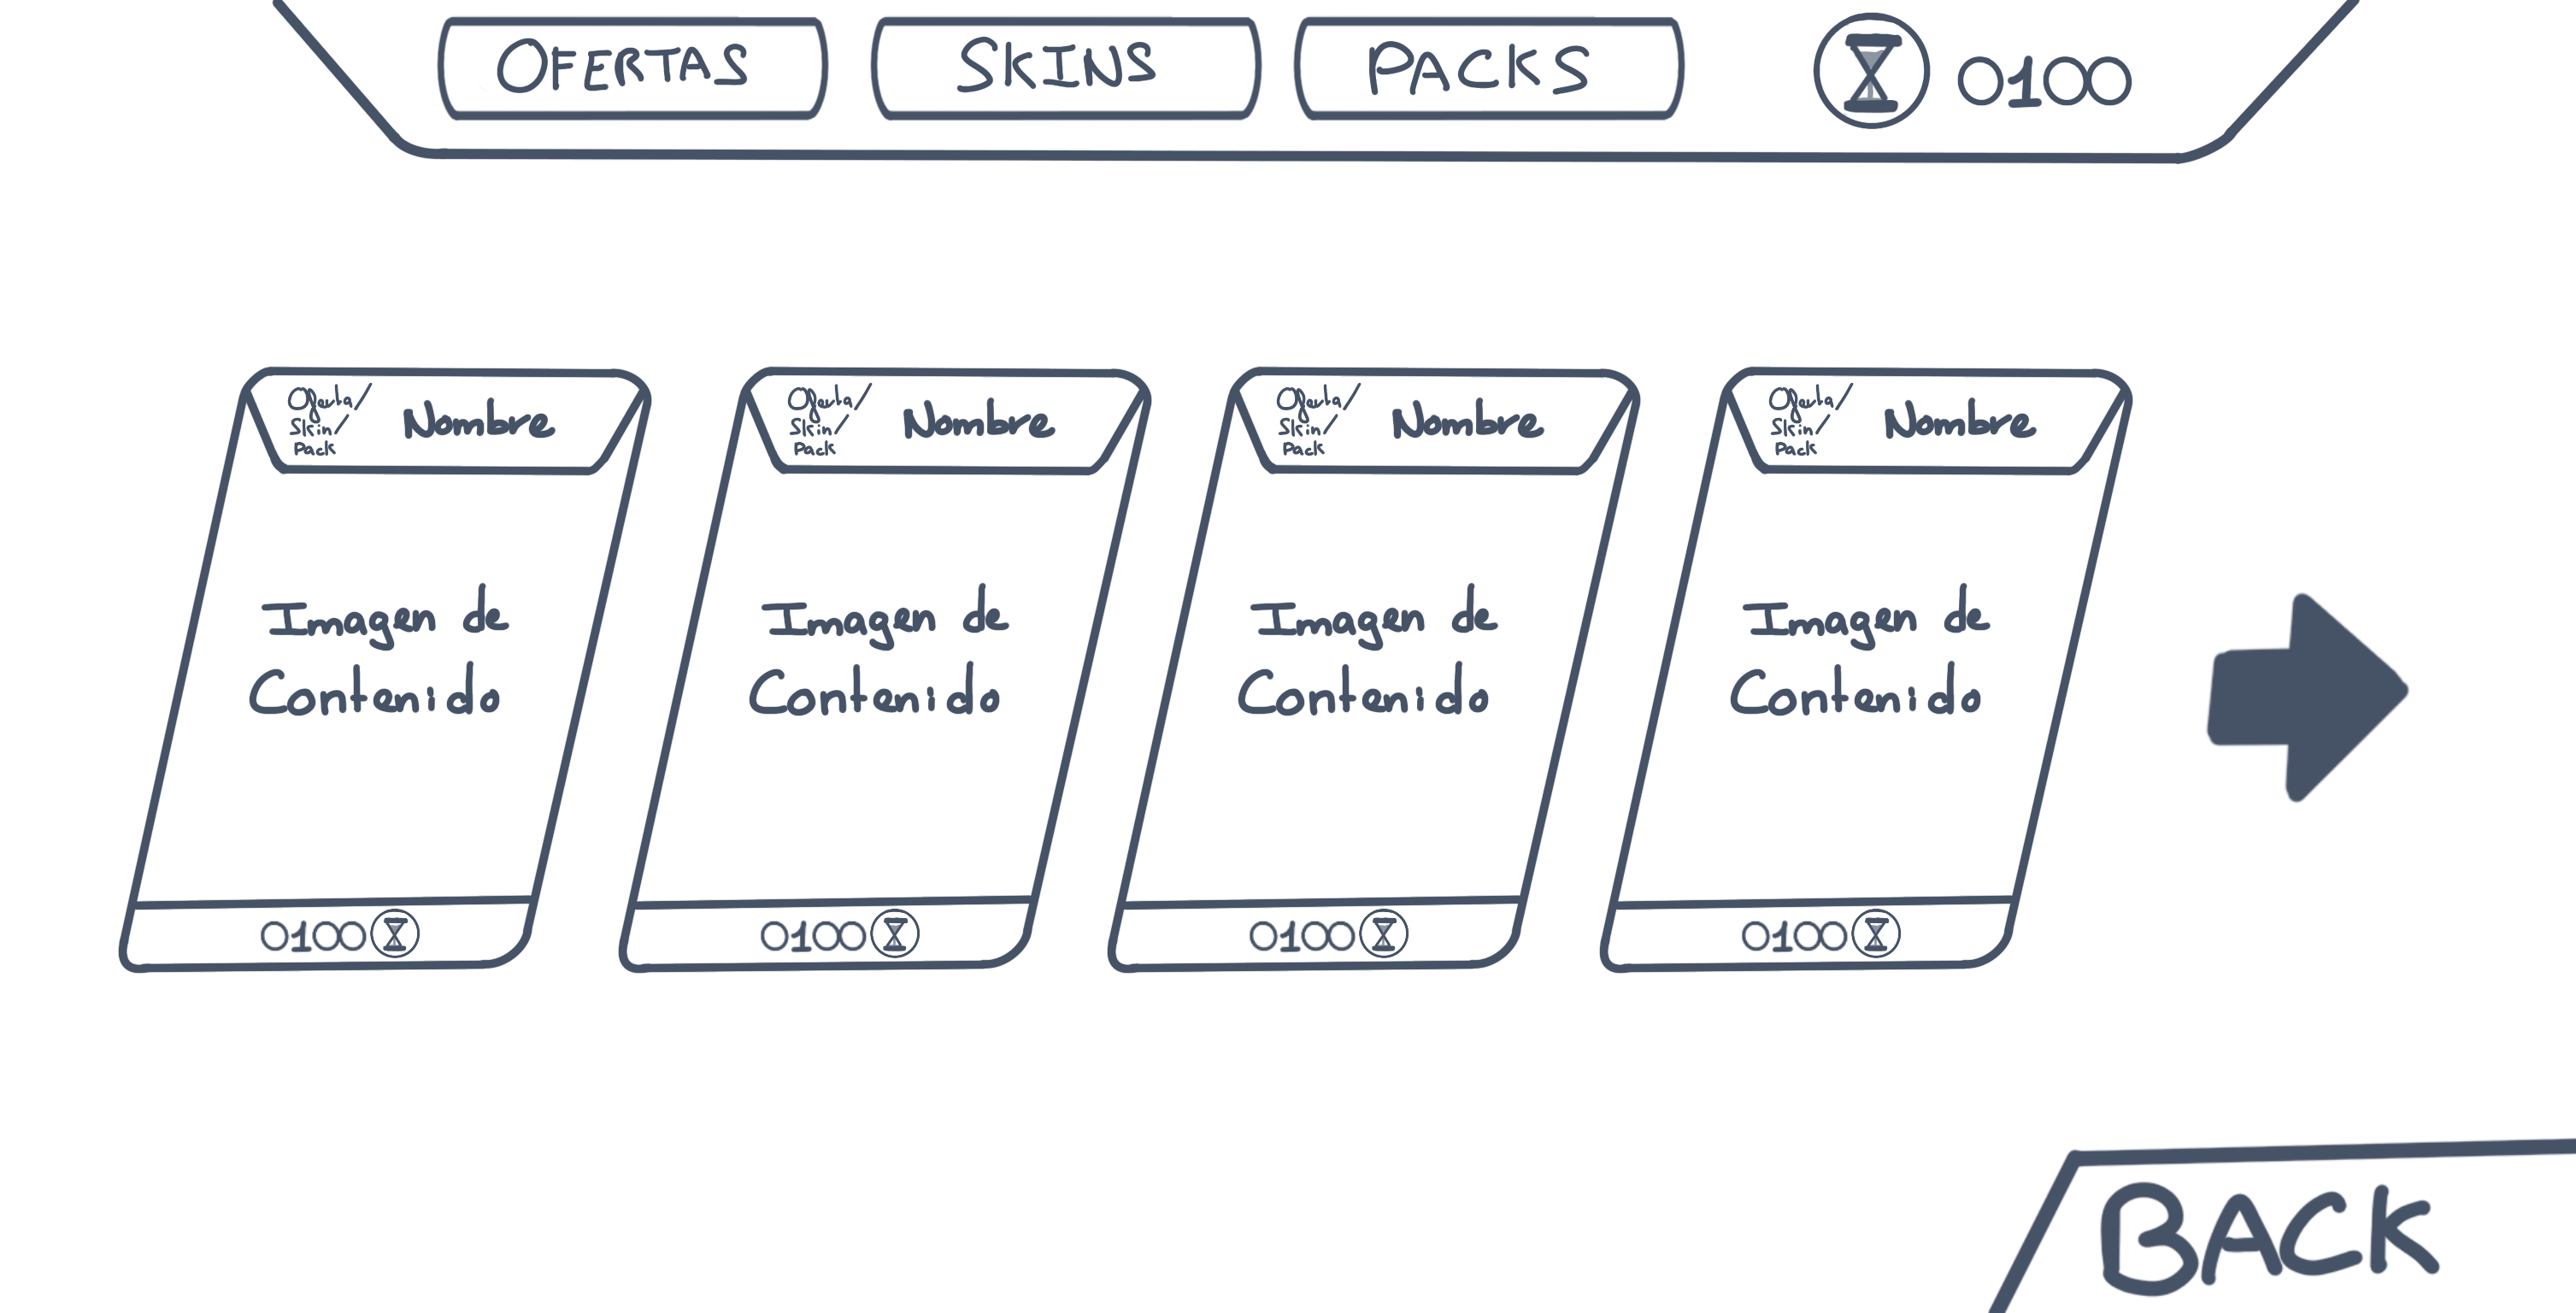 OFERTAS
SKINS
PACKS
0100
Oferta/
Skin/
Pack
Nombre
Imagen de
Contenido
0100
Oferta/
Skin/
Pack
Nombre
Imagen de
Contenido
0100
Oferta/
Skin/
Pack
Nombre
Imagen de
Contenido
0100
Oferta/
Skin/
Pack
Nombre
Imagen de
Contenido
0100
BACK